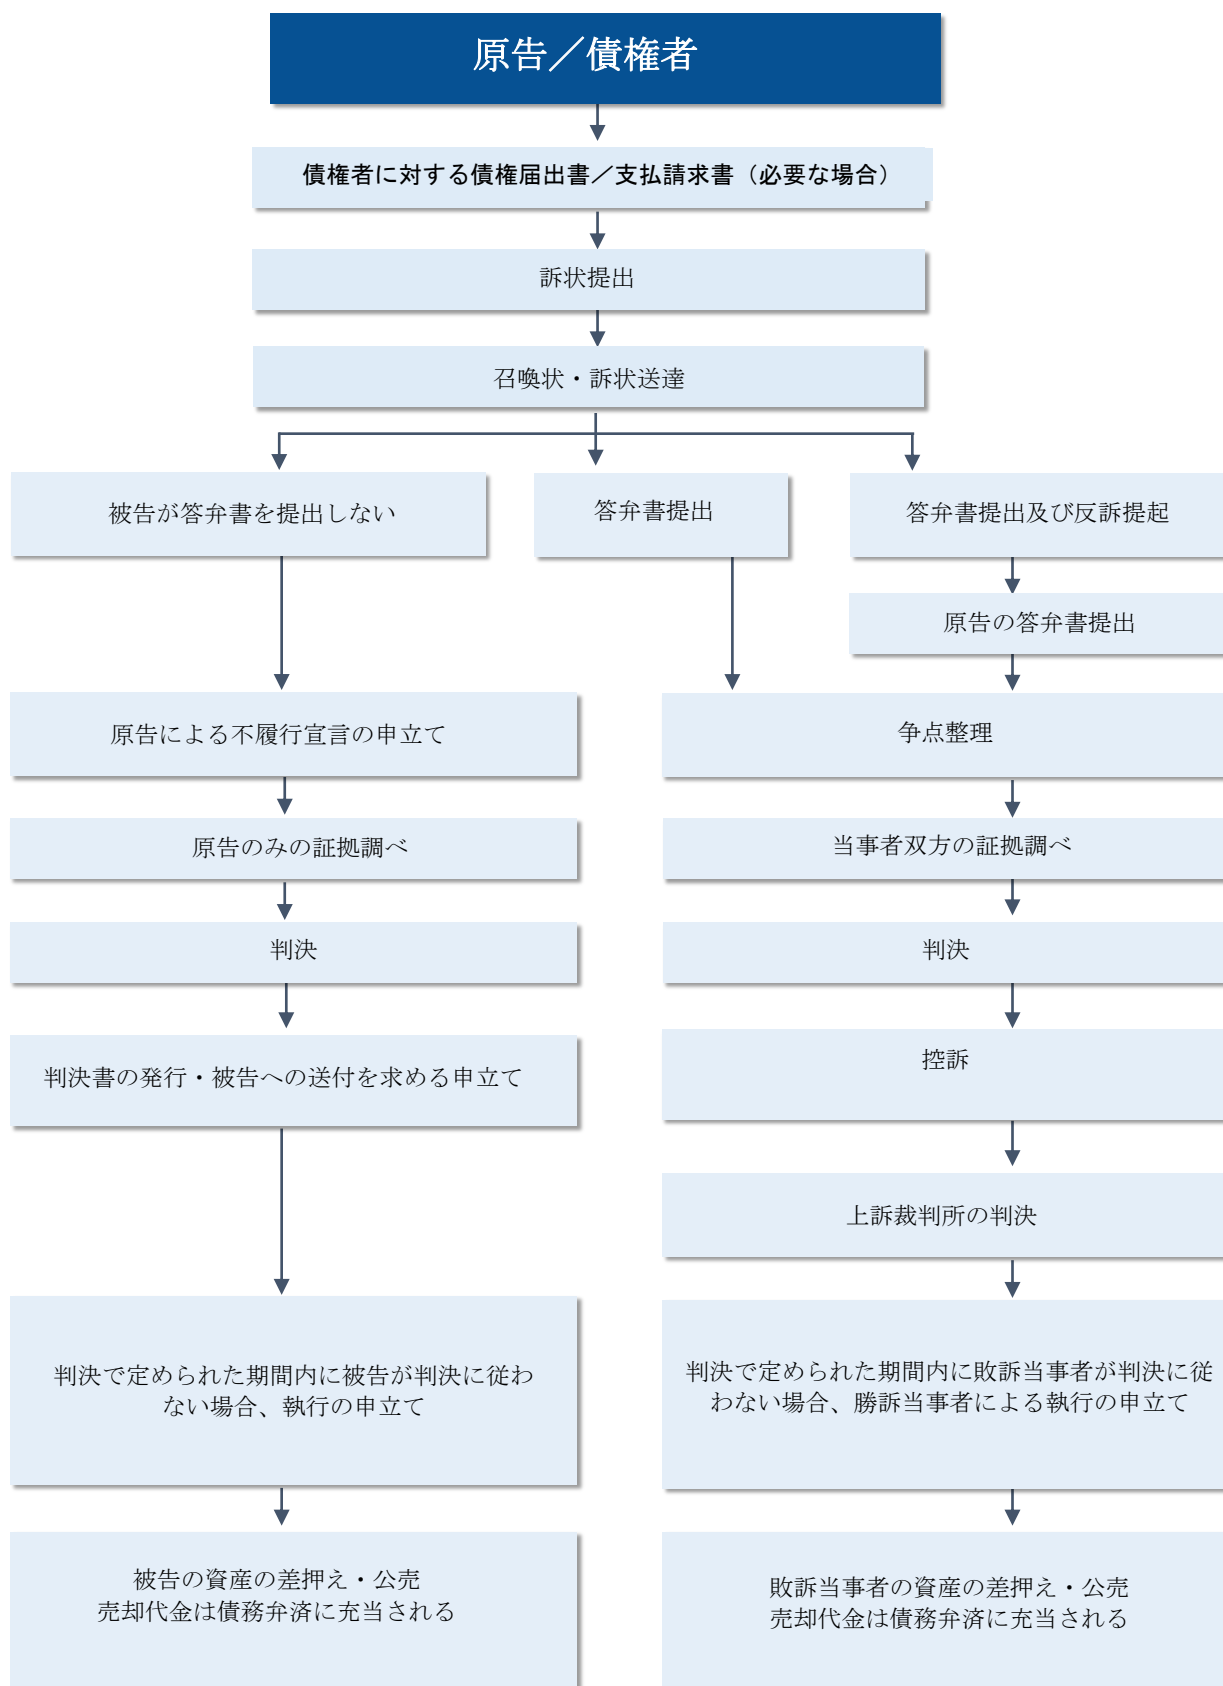 原告／債権者
債権者に対する債権届出書／支払請求書（必要な場合）
訴状提出
召喚状・訴状送達
被告が答弁書を提出しない
答弁書提出
答弁書提出及び反訴提起
原告の答弁書提出
原告による不履行宣言の申立て
争点整理
原告のみの証拠調べ
当事者双方の証拠調べ
判決
判決
判決書の発行・被告への送付を求める申立て
控訴
上訴裁判所の判決
判決で定められた期間内に被告が判決に従わ
ない場合、執行の申立て
判決で定められた期間内に敗訴当事者が判決に従
わない場合、勝訴当事者による執行の申立て
被告の資産の差押え・公売
売却代金は債務弁済に充当される
敗訴当事者の資産の差押え・公売
売却代金は債務弁済に充当される